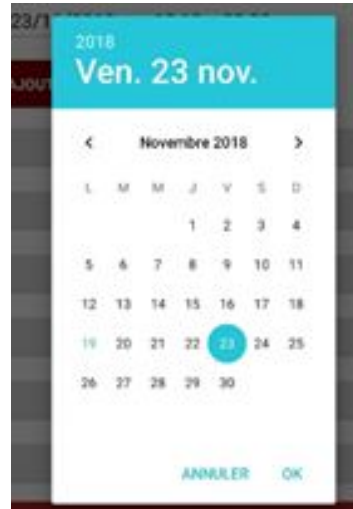 2018
Ven. 23 nov.
Novembre 2018
L M M J V S D
1 2 3 4
5 6 7 8 9 10 11
12 13 14 15 16 17 18
19 20 21 22 23 24 25
26 27 28 29 30
ANNULER OK